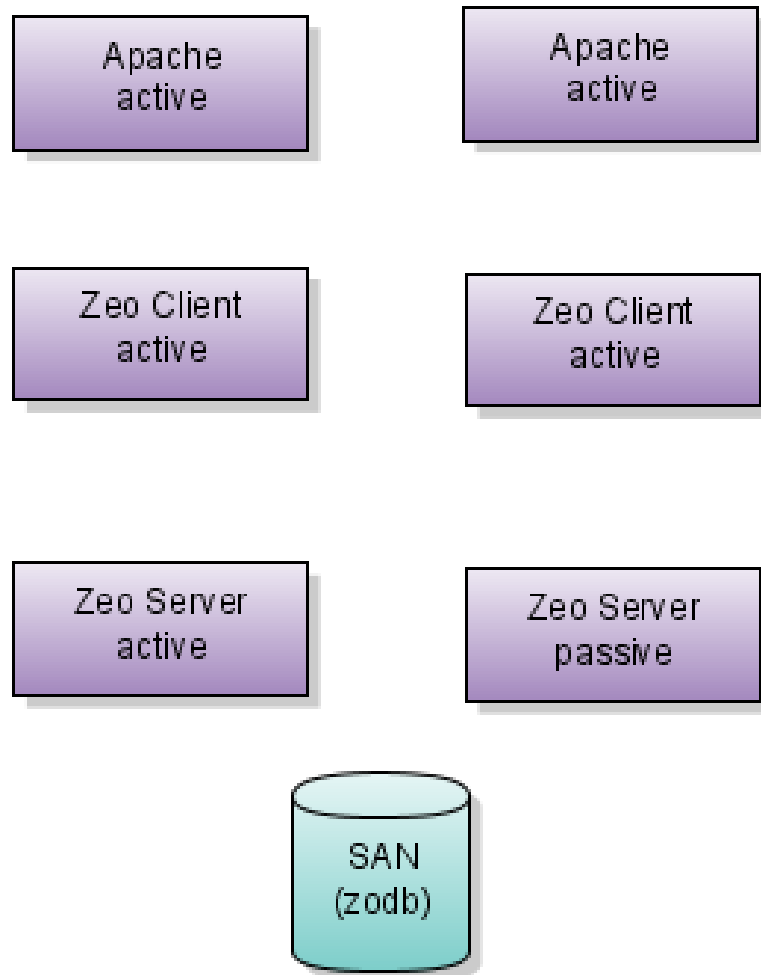 Apache
active
Apache
active
Zeo Client
active
Zeo Client
active
Zeo Server
active
Zeo Server
passive
SAN
(zodb)